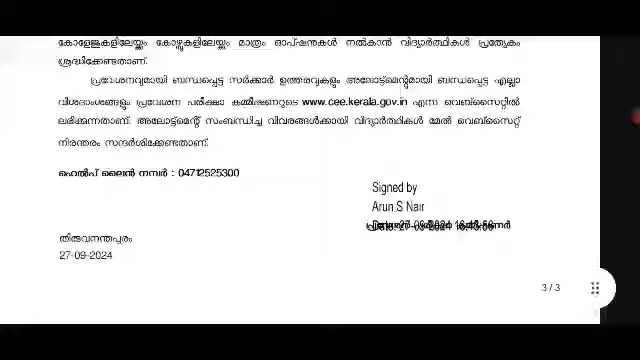 കോളേജുകളിലേയ്ക്കും കോഴ്സുകളിലേയ്ക്കും മാത്രം ഓപ്ഷനുകൾ നൽകാൻ വിദ്യാർത്ഥികൾ പ്രത്യേകം
ശ്രദ്ധിക്കേണ്ടതാണ്.
പ്രവേശനവുമായി ബന്ധപ്പെട്ട സർക്കാർ ഉത്തരവുകളും അലോട്ട്മെന്റുമായി ബന്ധപ്പെട്ട എല്ലാ
വിശദാംശങ്ങളും പ്രവേശന പരീക്ഷാ കമ്മീഷണറുടെ www.cee.kerala.gov.in എന്ന വെബ്സൈറ്റിൽ
ലഭിക്കുന്നതാണ്. അലോട്ട്മെന്റ് സംബന്ധിച്ച വിവരങ്ങൾക്കായി വിദ്യാർത്ഥികൾ മേൽ വെബ്സൈറ്റ്
നിരന്തരം സന്ദർശിക്കേണ്ടതാണ്.
ഹെൽപ് ലൈൻ നമ്പർ : 04712525300
Signed by
Arun S Nair
തിരുവനന്തപുരം
27-09-2024
3 / 3